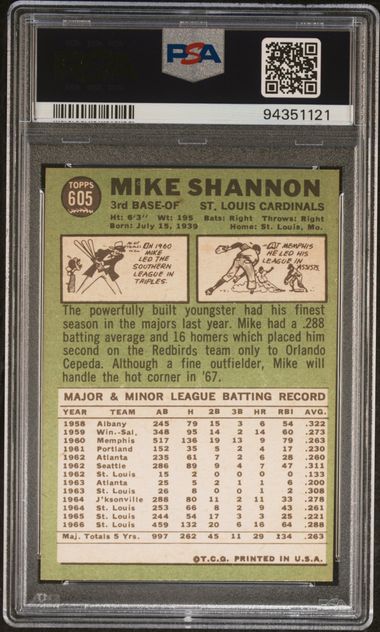 PSA
94351121
TOPPS
605
MIKE SHANNON
3RD BASE-OF ST. LOUIS CARDINALS
Ht: 6'3" Wt: 195 Bats: Right Throws: Right
Born: July 15, 1939 Home: St. Louis, Mo.
IN 1960
MIKE
LED THE
SOUTHERN
LEAGUE IN
TRIPLES.
AT MEMPHIS
HE LED HIS
LEAGUE IN
ASSISTS
The powerfully built youngster had his finest
season in the majors last year. Mike had a .288
batting average and 16 homers which placed him
second on the Redbirds team only to Orlando
Cepeda. Although a fine outfielder, Mike will
handle the hot corner in '67.
MAJOR & MINOR LEAGUE BATTING RECORD
YEAR TEAM AB H 2B 3B HR RBI AVG.
1958 Albany 245 79 15 3 6 54 .322
1959 Win.-Sal. 348 95 14 2 14 60 .273
1960 Memphis 517 136 19 13 9 79 .263
1961 Portland 152 35 5 2 4 17 .230
1962 Atlanta 235 61 7 2 6 28 .260
1962 Seattle 286 89 9 4 7 47 .311
1962 St. Louis 15 2 0 0 0 0 .133
1963 Atlanta 25 5 2 1 1 6 .200
1963 St. Louis 26 8 0 0 1 2 .308
1964 J'ksonville 288 80 11 2 11 33 .278
1964 St. Louis 253 66 8 2 9 43 .261
1965 St. Louis 244 54 17 3 3 25 .221
1966 St. Louis 459 132 20 6 16 64 .288
Maj. Totals 5 Yrs. 997 262 45 11 29 134 .263
©T.C.G. PRINTED IN U.S.A.